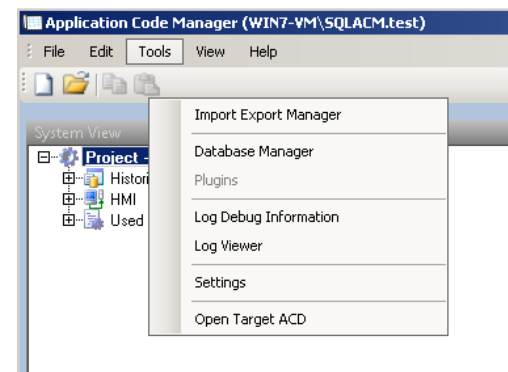 Application Code Manager (WIN7-VM\SQLACM.test)
File Edit Tools View Help
System View
Project -
Histori
HMI
Used
Import Export Manager
Database Manager
Plugins
Log Debug Information
Log Viewer
Settings
Open Target ACD